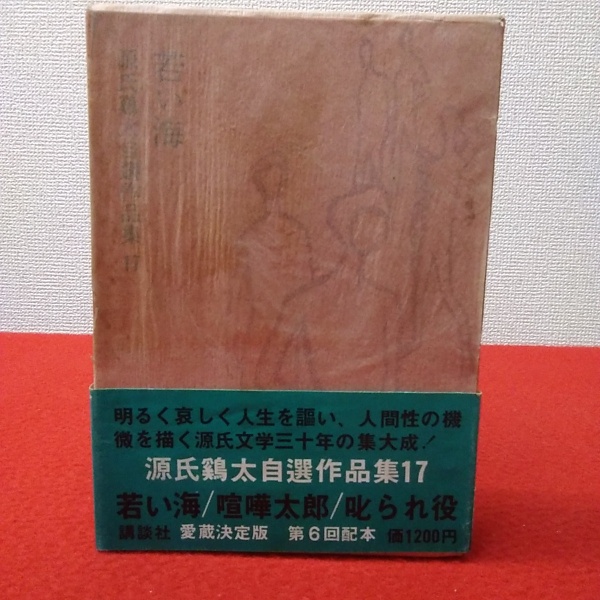 若い海
源氏鶏太自選作品集 17
明るく哀しく人生を謳い、人間性の機
微を描く源氏文学三十年の集大成！
源氏鷄太自選作品集17
若い海/喧嘩太郎/叱られ役
講談社 愛蔵決定版 第6回配本 価1200円